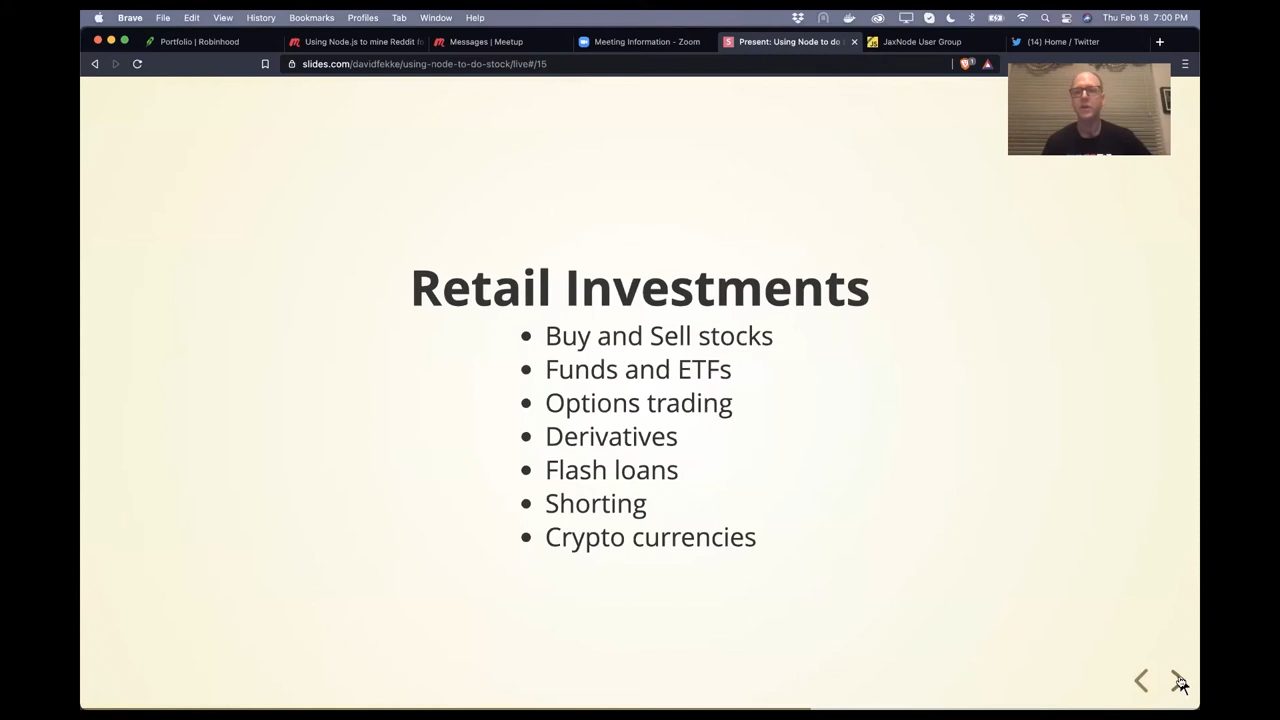 Brave File Edit View History Bookmarks Profiles Tab Window Help Thu Feb 18 7:00 PM
Portfolio | Robinhood Using Node.js to mine Reddit fo Messages | Meetup Meeting Information - Zoom Present: Using Node to do JaxNode User Group (14) Home / Twitter
slides.com/davidfekke/using-node-to-do-stock/live#/15
Retail Investments
Buy and Sell stocks
Funds and ETFs
Options trading
Derivatives
Flash loans
Shorting
Crypto currencies